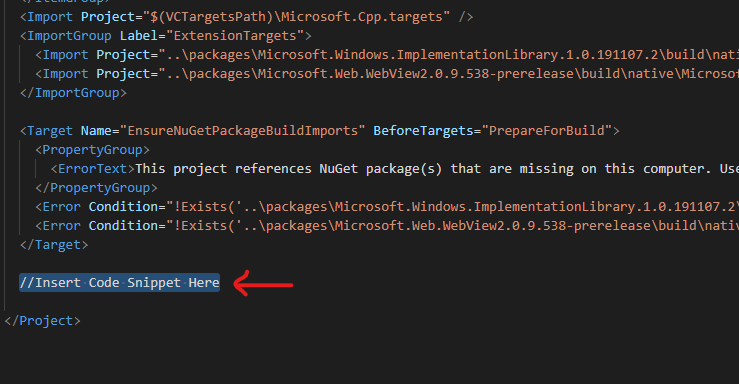 </ItemGroup>
<Import Project="$(VCTargetsPath)\Microsoft.Cpp.targets" />
<ImportGroup Label="ExtensionTargets">
<Import Project="..\packages\Microsoft.Windows.ImplementationLibrary.1.0.191107.2\build\nati
<Import Project="..\packages\Microsoft.Web.WebView2.0.9.538-prerelease\build\native\Microsof
</ImportGroup>
<Target Name="EnsureNuGetPackageBuildImports" BeforeTargets="PrepareForBuild">
<PropertyGroup>
<ErrorText>This project references NuGet package(s) that are missing on this computer. Use
</PropertyGroup>
<Error Condition="!Exists('..\packages\Microsoft.Windows.ImplementationLibrary.1.0.191107.2\
<Error Condition="!Exists('..\packages\Microsoft.Web.WebView2.0.9.538-prerelease\build\nativ
</Target>
//Insert Code Snippet Here
</Project>